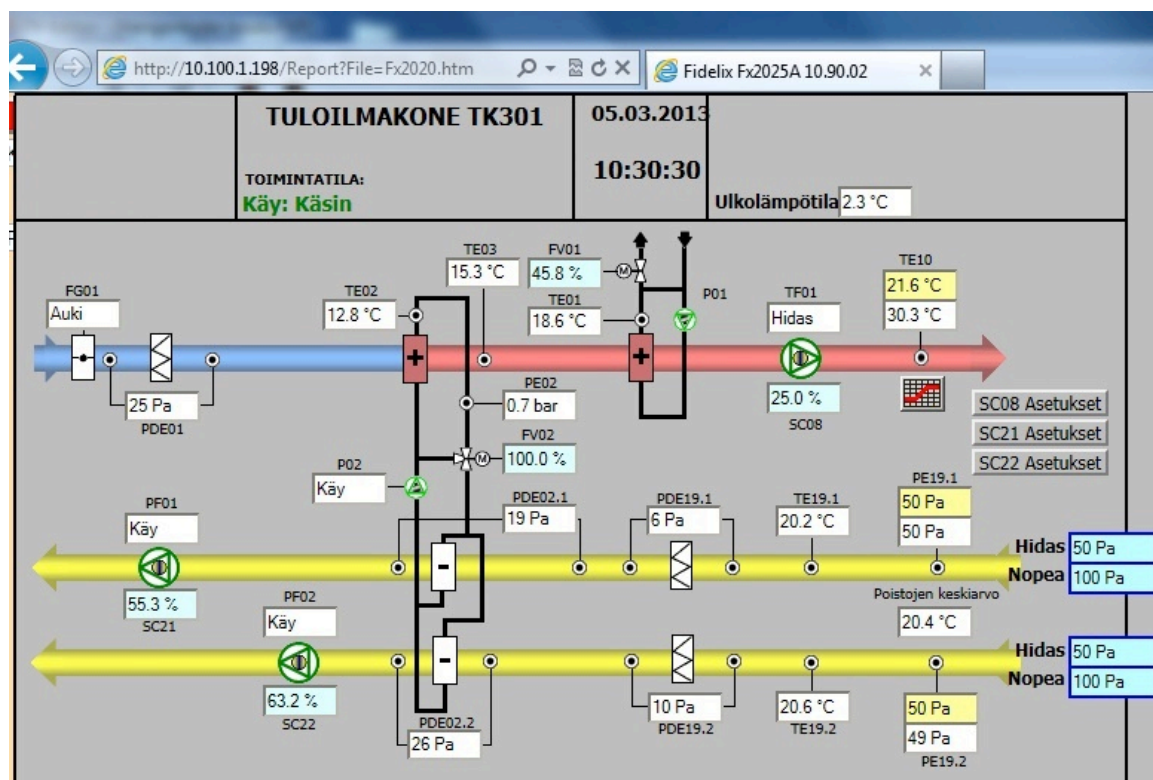 http://10.100.1.198/Report?File=Fx2020.htm
Fidelix Fx2025A 10.90.02
TULOILMAKONE TK301
05.03.2013
10:30:30
TOIMINTATILA:
Käy: Käsin
Ulkolämpötila 2.3 °C
TE03
15.3 °C
FV01
45.8 %
M
TE10
21.6 °C
30.3 °C
FG01
Auki
TE02
12.8 °C
TE01
18.6 °C
P01
TF01
Hidas
+
+
25 Pa
PDE01
PE02
0.7 bar
25.0 %
SC08
SC08 Asetukset
SC21 Asetukset
SC22 Asetukset
FV02
100.0 %
M
P02
Käy
PF01
Käy
PDE02.1
19 Pa
PDE19.1
6 Pa
TE19.1
20.2 °C
PE19.1
50 Pa
50 Pa
Hidas 50 Pa
Nopea 100 Pa
-
55.3 %
SC21
PF02
Käy
Poistojen keskiarvo
20.4 °C
Hidas 50 Pa
Nopea 100 Pa
-
63.2 %
SC22
PDE02.2
26 Pa
10 Pa
PDE19.2
20.6 °C
TE19.2
50 Pa
49 Pa
PE19.2